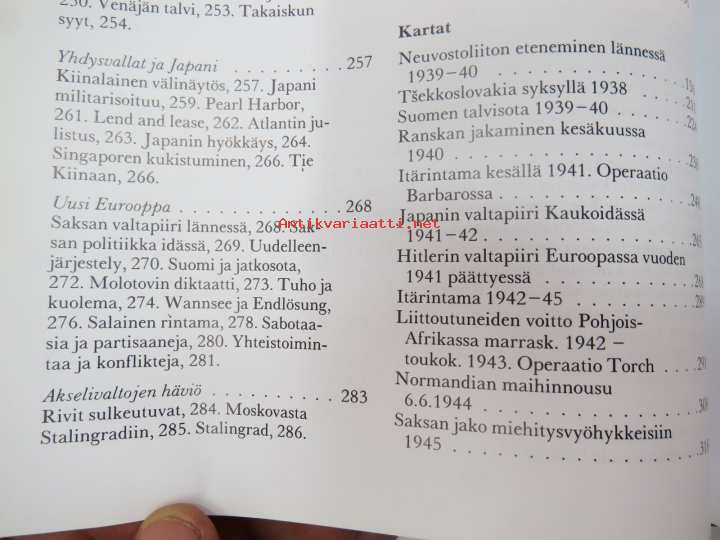 250. Venäjän talvi, 253. Takaiskun
syyt, 254.
Yhdysvallat ja Japani . . . . . . . . . 257
Kiinalainen välinäytös, 257. Japani
militarisoituu, 259. Pearl Harbor,
261. Lend and lease, 262. Atlantin ju-
listus, 263. Japanin hyökkäys, 264.
Singaporen kukistuminen, 266. Tie
Kiinaan, 266.
Uusi Eurooppa . . . . . . . . . . . . . . 268
Saksan valtapiiri lännessä, 268. Sak-
san politiikka idässä, 269. Uudelleen-
järjestely, 270. Suomi ja jatkosota,
272. Molotovin diktaatti, 273. Tuho ja
kuolema, 274. Wannsee ja Endlösung,
276. Salainen rintama, 278. Sabotaa-
sia ja partisaaneja, 280. Yhteistoimin-
taa ja konflikteja, 281.
Akselivaltojen häviö . . . . . . . . . . . 283
Rivit sulkeutuvat, 284. Moskovasta
Stalingradiin, 285. Stalingrad, 286.
Kartat
Neuvostoliiton eteneminen lännessä
1939–40 . . . . . . . . . . . . . . . .
Tšekkoslovakia syksyllä 1938 . . . .
Suomen talvisota 1939–40 . . . . . .
Ranskan jakaminen kesäkuussa
1940 . . . . . . . . . . . . . . . . . .
Itärintama kesällä 1941. Operaatio
Barbarossa . . . . . . . . . . . . . .
Japanin valtapiiri Kaukoidässä
1941–42 . . . . . . . . . . . . . . . .
Hitlerin valtapiiri Euroopassa vuoden
1941 päättyessä . . . . . . . . . . .
Itärintama 1942–45 . . . . . . . . . .
Liittoutuneiden voitto Pohjois-
Afrikassa marrask. 1942 –
toukok. 1943. Operaatio Torch . . .
Normandian maihinnousu
6.6.1944 . . . . . . . . . . . . . . . .
Saksan jako miehitysvyöhykkeisiin
1945 . . . . . . . . . . . . . . . . . .
Antikvariaatti.net